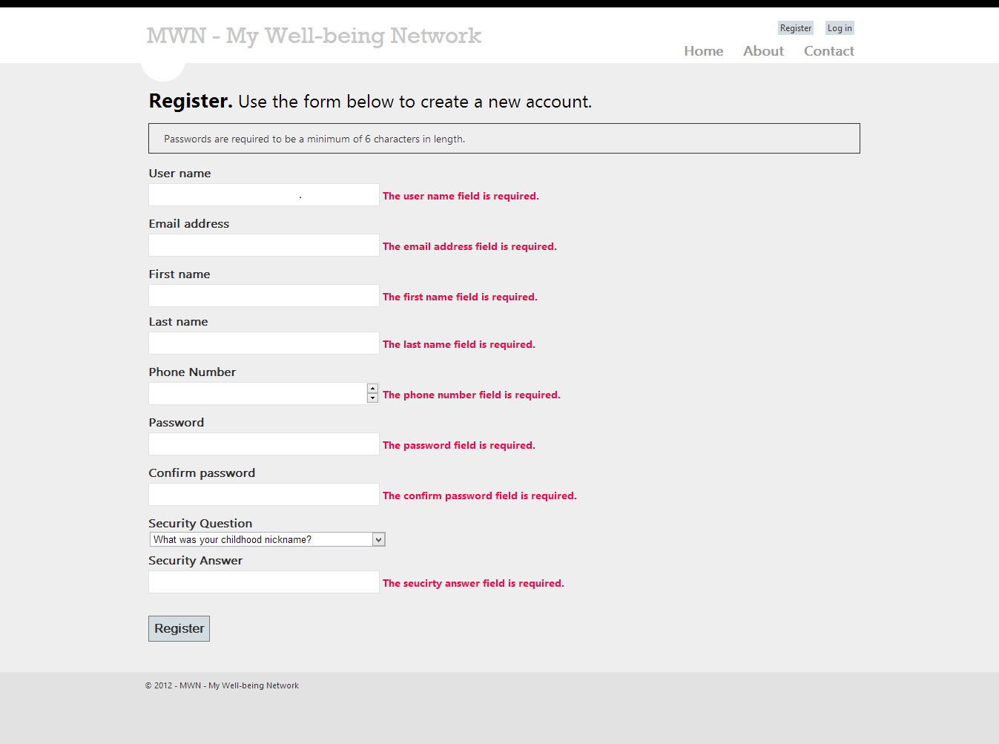 MWN - My Well-being Network
Register Log in
Home About Contact
Register. Use the form below to create a new account.
Passwords are required to be a minimum of 6 characters in length.
User name
. The user name field is required.
Email address
The email address field is required.
First name
The first name field is required.
Last name
The last name field is required.
Phone Number
The phone number field is required.
Password
The password field is required.
Confirm password
The confirm password field is required.
Security Question
What was your childhood nickname?
Security Answer
The seucirty answer field is required.
Register
© 2012 - MWN - My Well-being Network